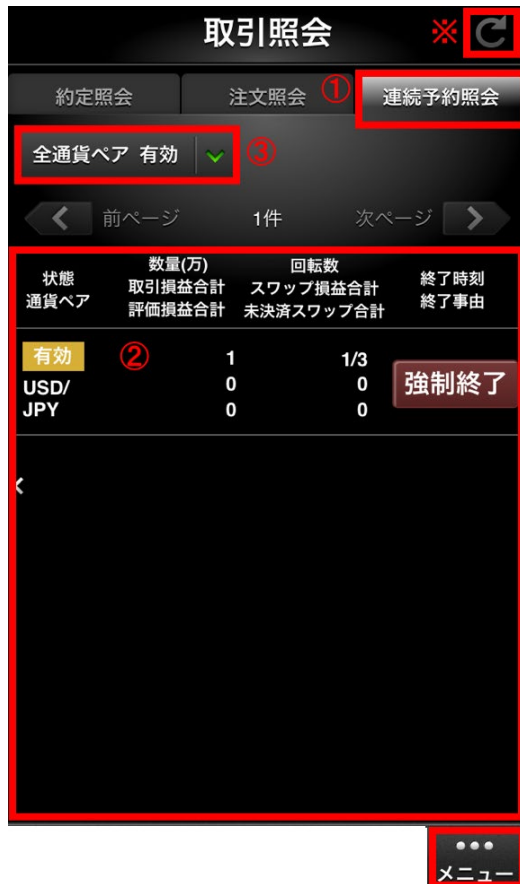 取引照会 ※
約定照会 注文照会 ① 連続予約照会
全通貨ペア 有効 ③
前ページ 1件 次ページ
状態
通貨ペア
数量(万)
取引損益合計
評価損益合計
回転数
スワップ損益合計
未決済スワップ合計
終了時刻
終了事由
有効 ② 1 1/3
USD/ 0 0 強制終了
JPY 0 0
メニュー